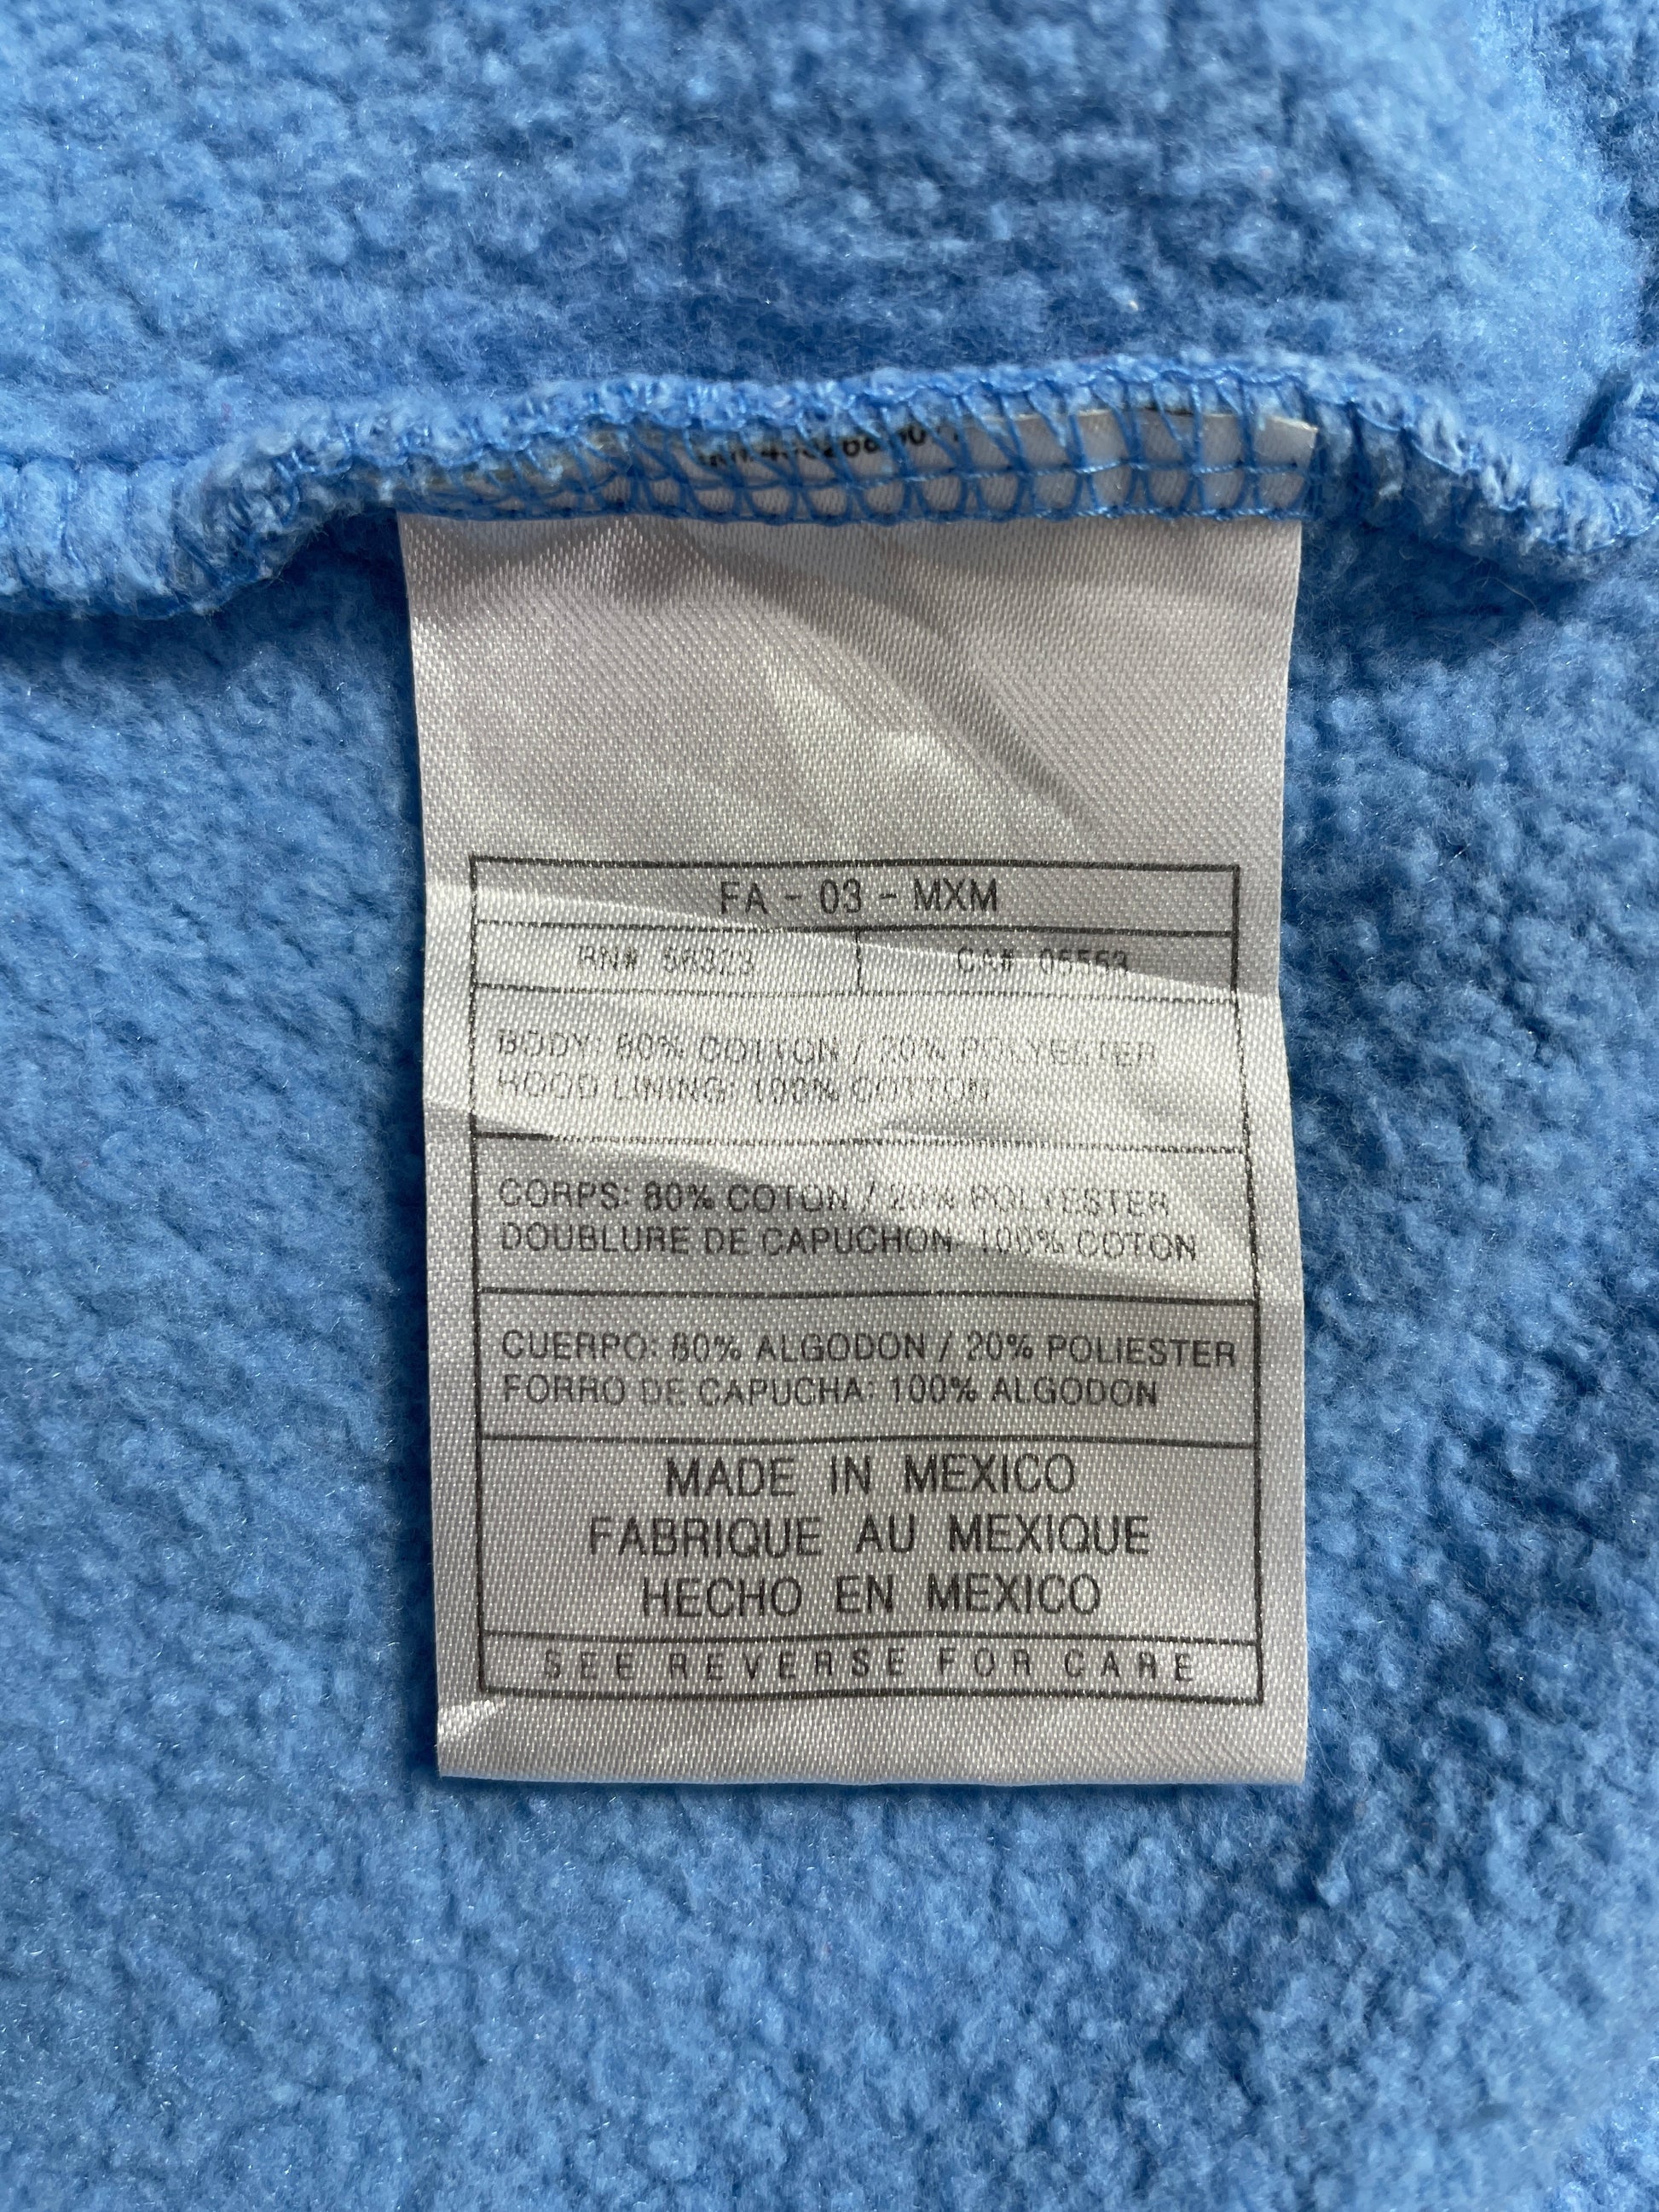 FA - 03 - MXM
RN# 56323 CA# 05553
BODY: 80% COTTON / 20% POLYESTER
HOOD LINING: 100% COTTON
CORPS: 80% COTON / 20% POLYESTER
DOUBLURE DE CAPUCHON: 100% COTON
CUERPO: 80% ALGODON / 20% POLIESTER
FORRO DE CAPUCHA: 100% ALGODON
MADE IN MEXICO
FABRIQUE AU MEXIQUE
HECHO EN MEXICO
SEE REVERSE FOR CARE